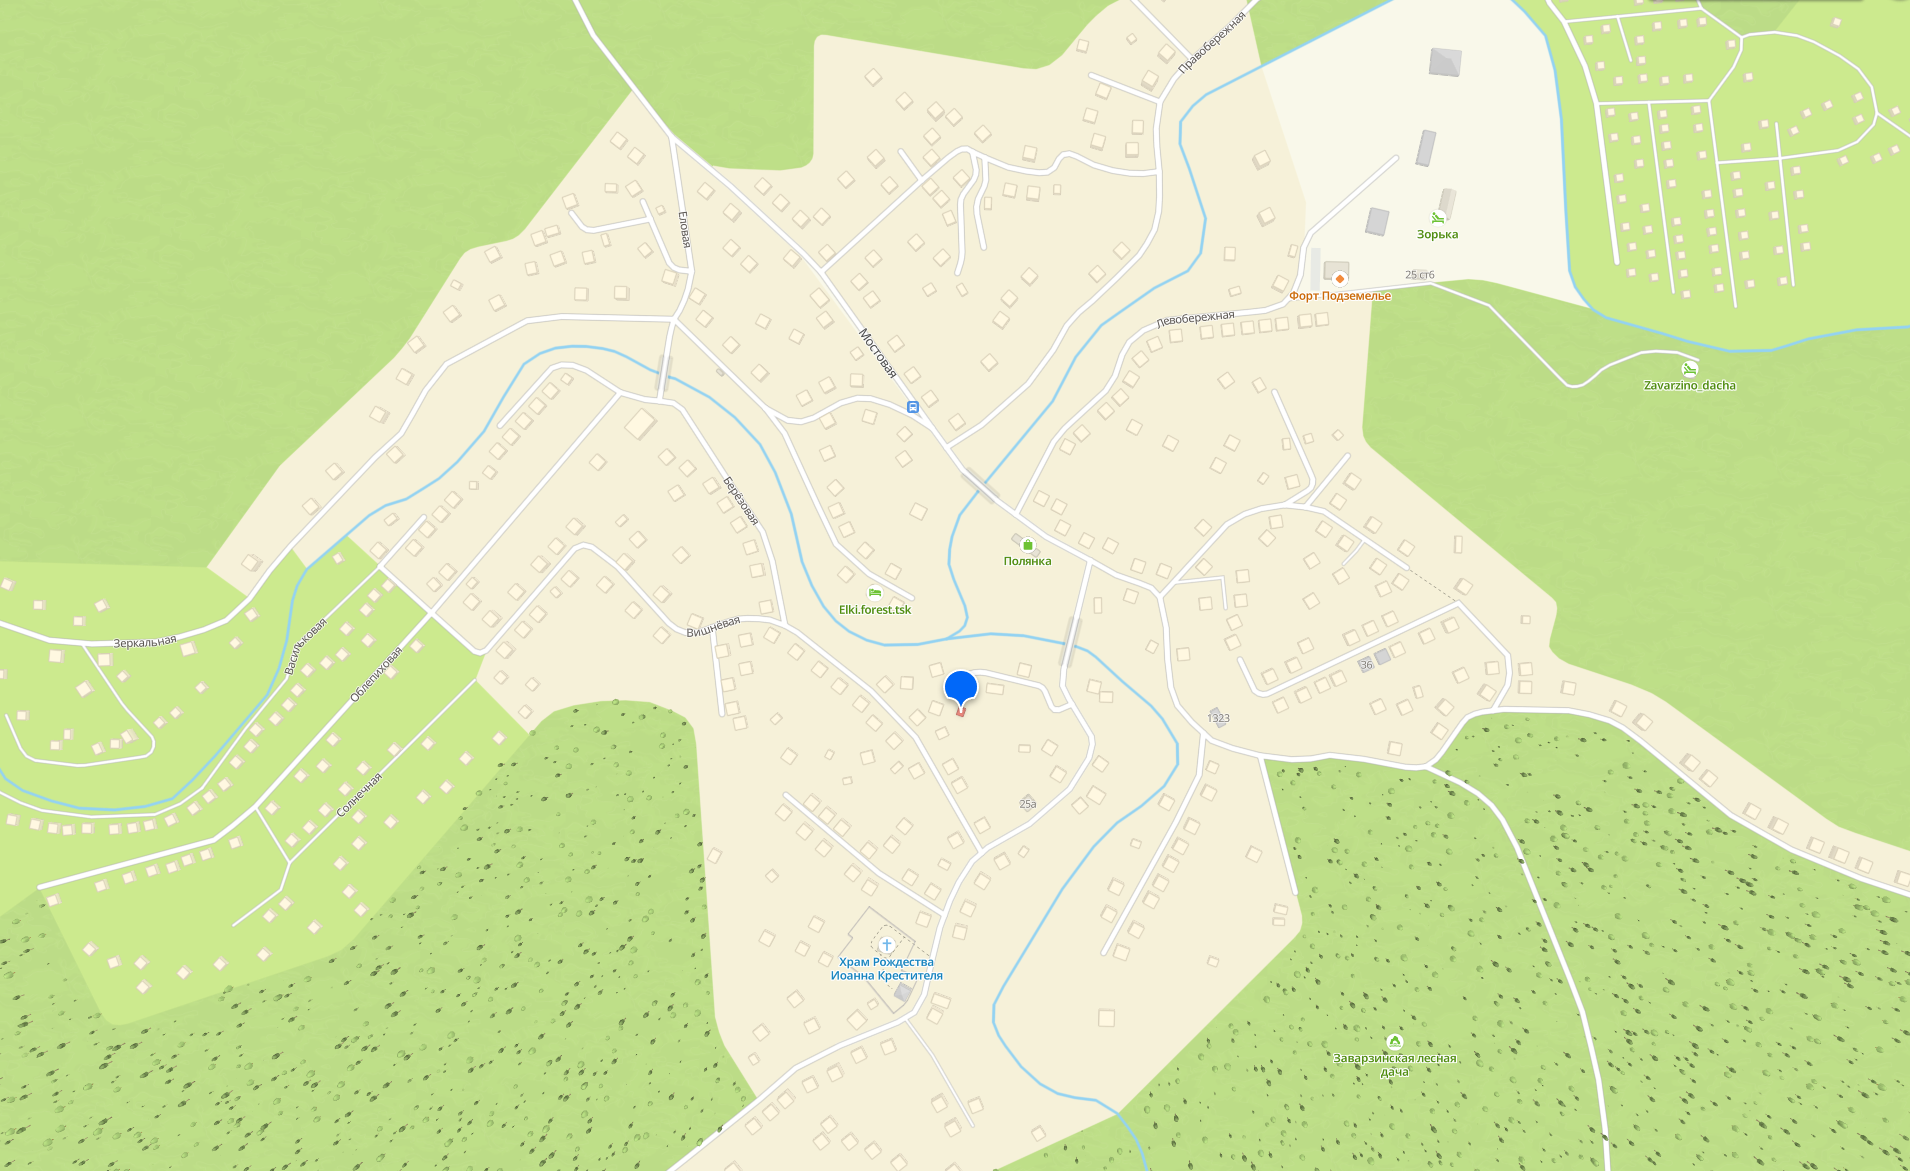 Правобережная
Еловая
Зорька
25 ст6
Форт Подземелье
Левобережная
Мостовая
Zavarzino_dacha
Берёзовая
Полянка
Elki.forest.tsk
Вишнёвая
Зеркальная
Васильковая
Облепиховая
36
1323
Солнечная
25а
Храм Рождества
Иоанна Крестителя
Заварзинская лесная
дача